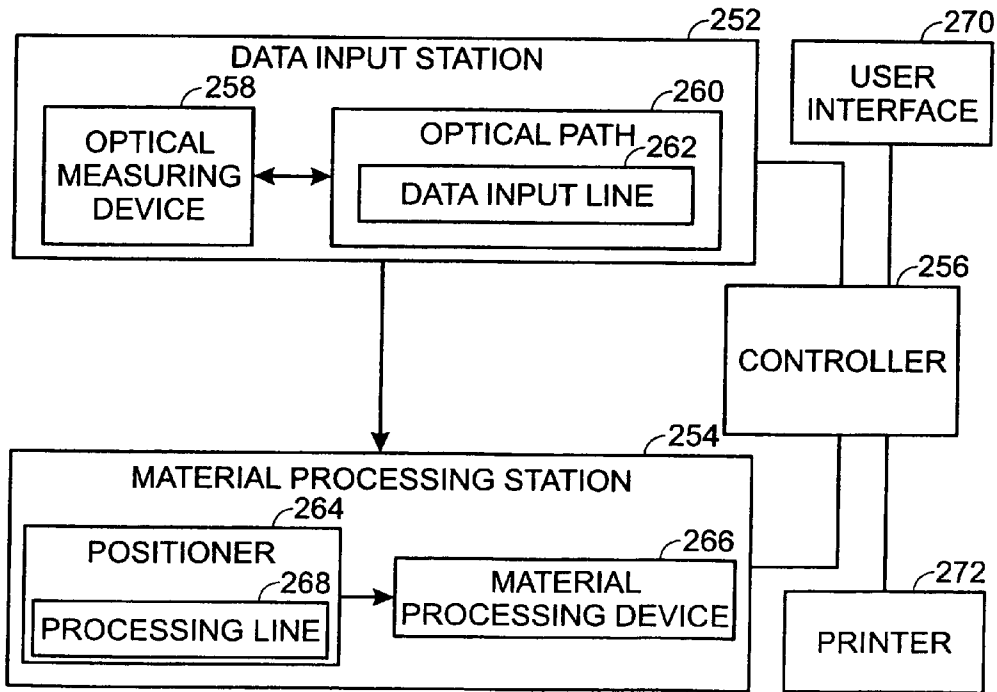 252
DATA INPUT STATION
258
OPTICAL
MEASURING
DEVICE
260
OPTICAL PATH
262
DATA INPUT LINE
270
USER
INTERFACE
256
CONTROLLER
254
MATERIAL PROCESSING STATION
264
POSITIONER
268
PROCESSING LINE
266
MATERIAL
PROCESSING DEVICE
272
PRINTER